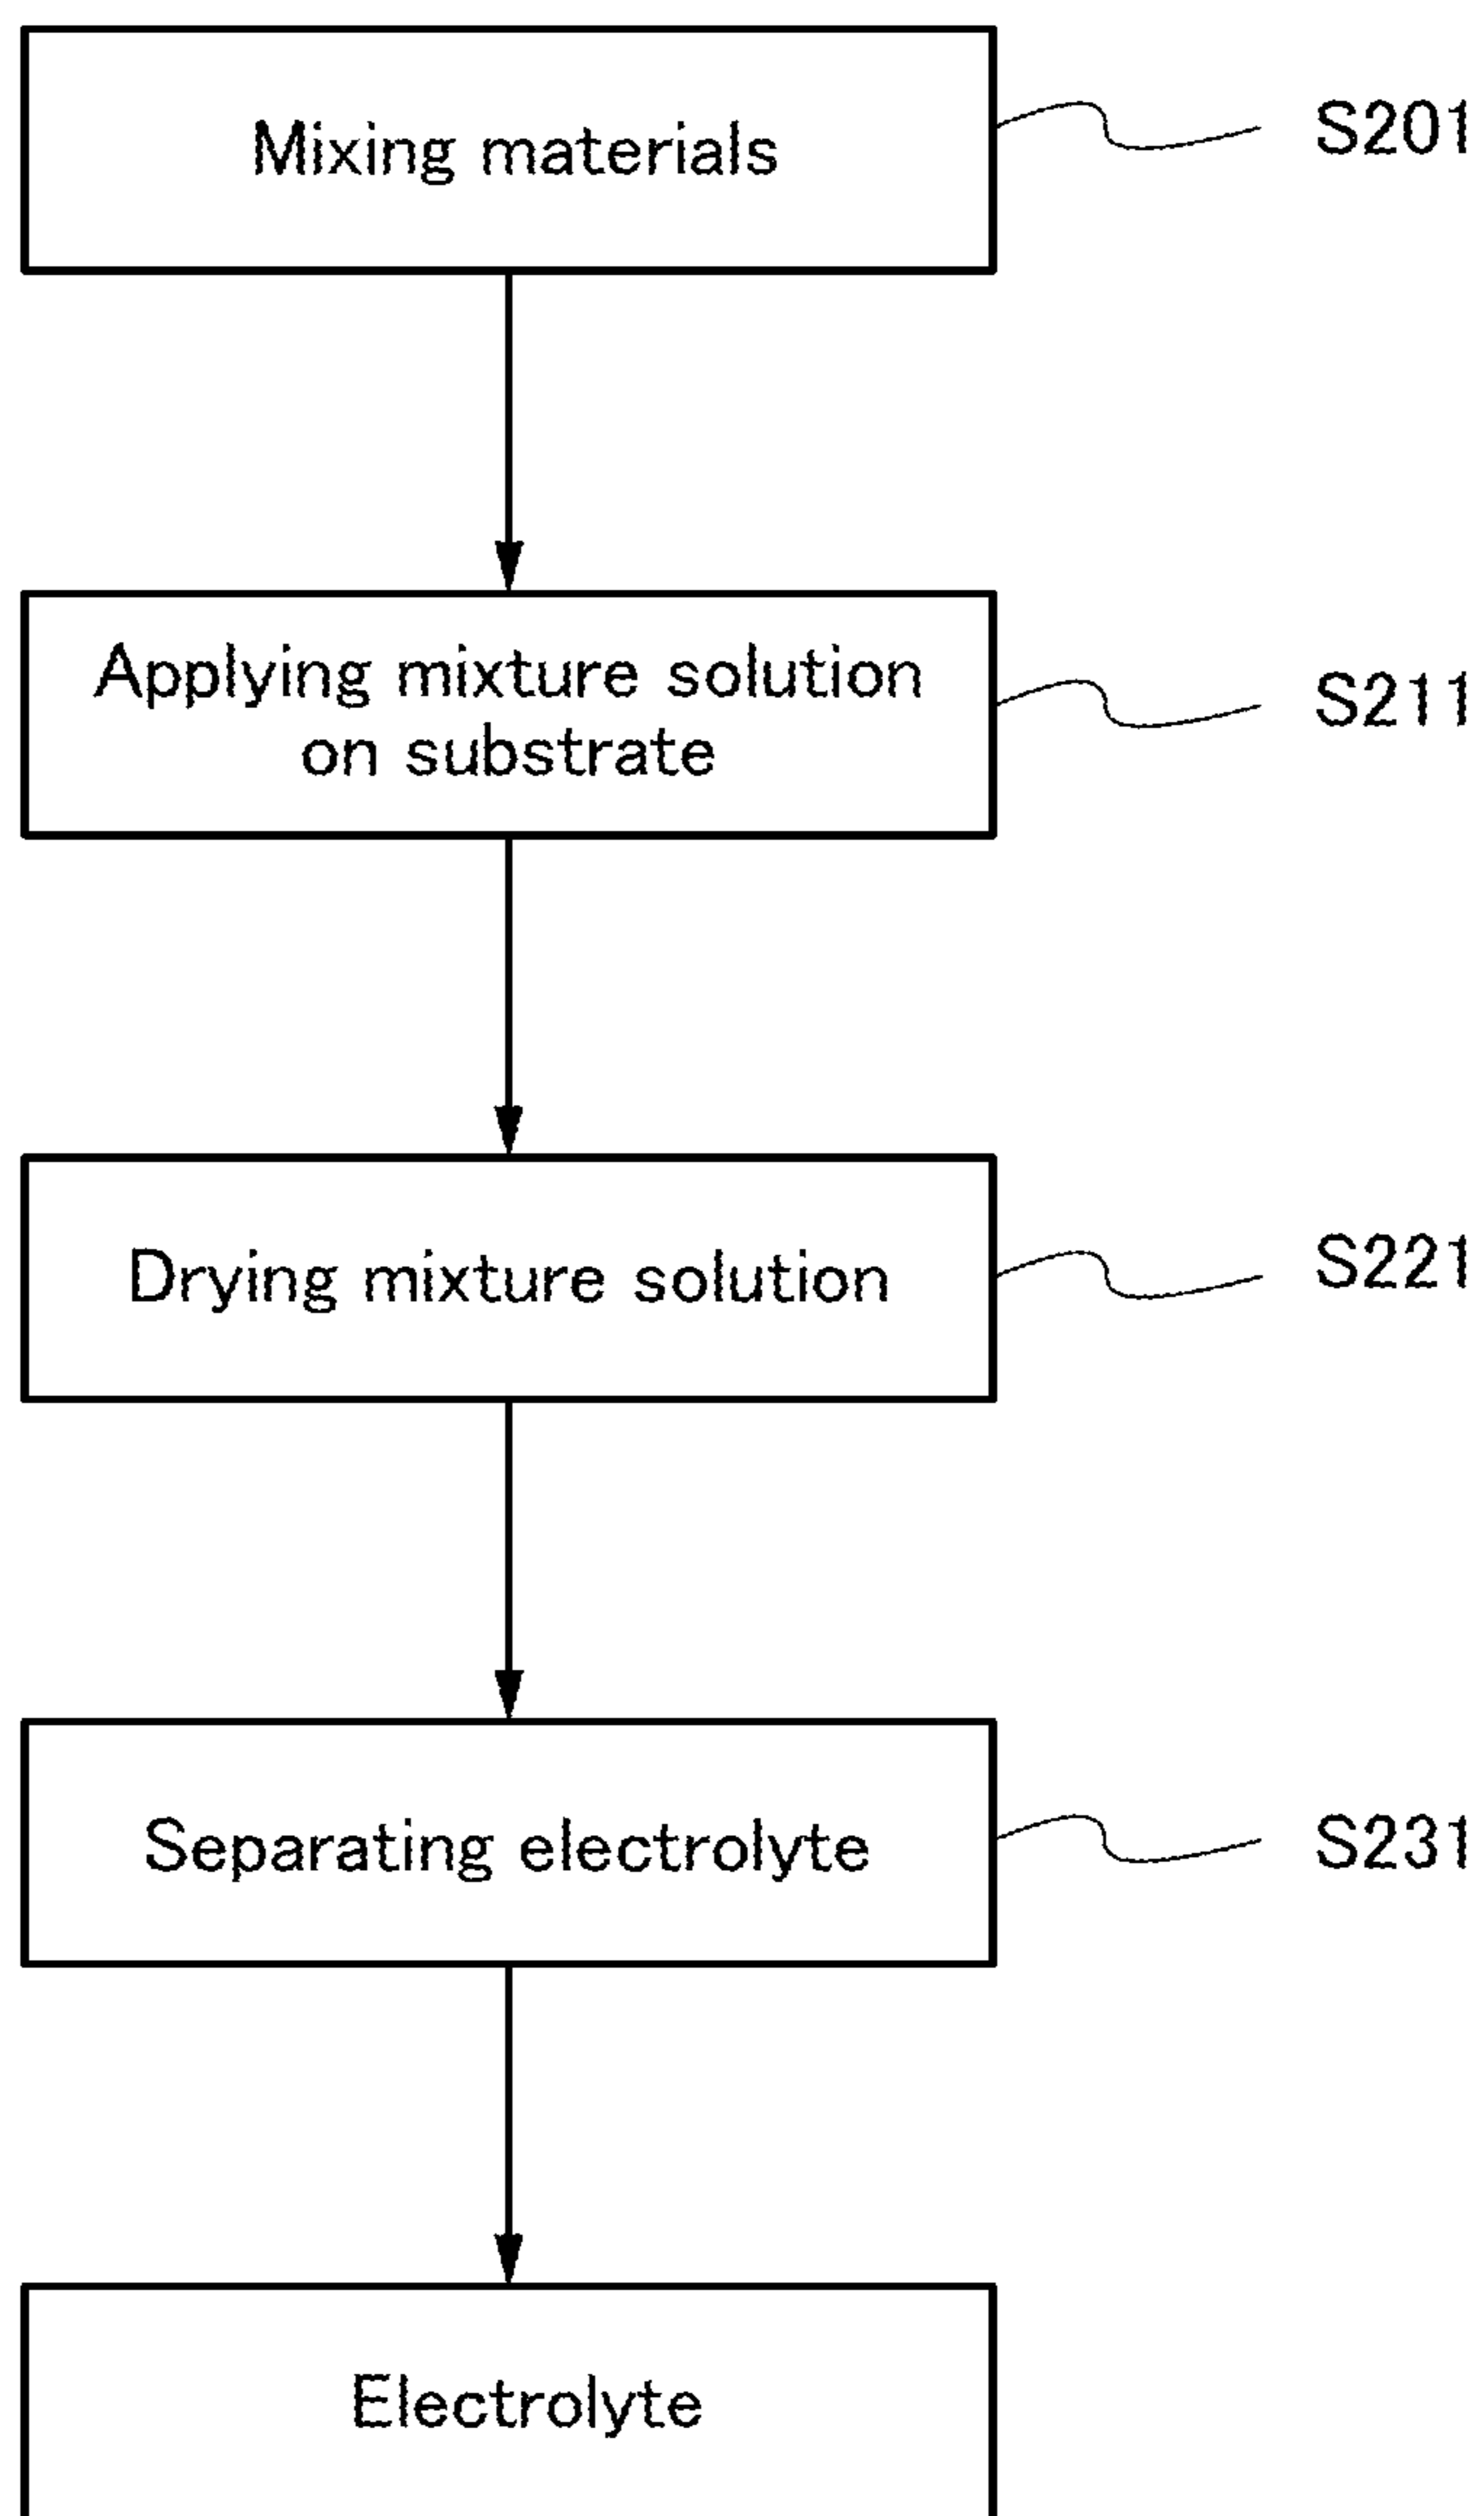 Mixing materials
S201
Applying mixture solution
on substrate
S211
Drying mixture solution
S221
Separating electrolyte
S231
Electrolyte